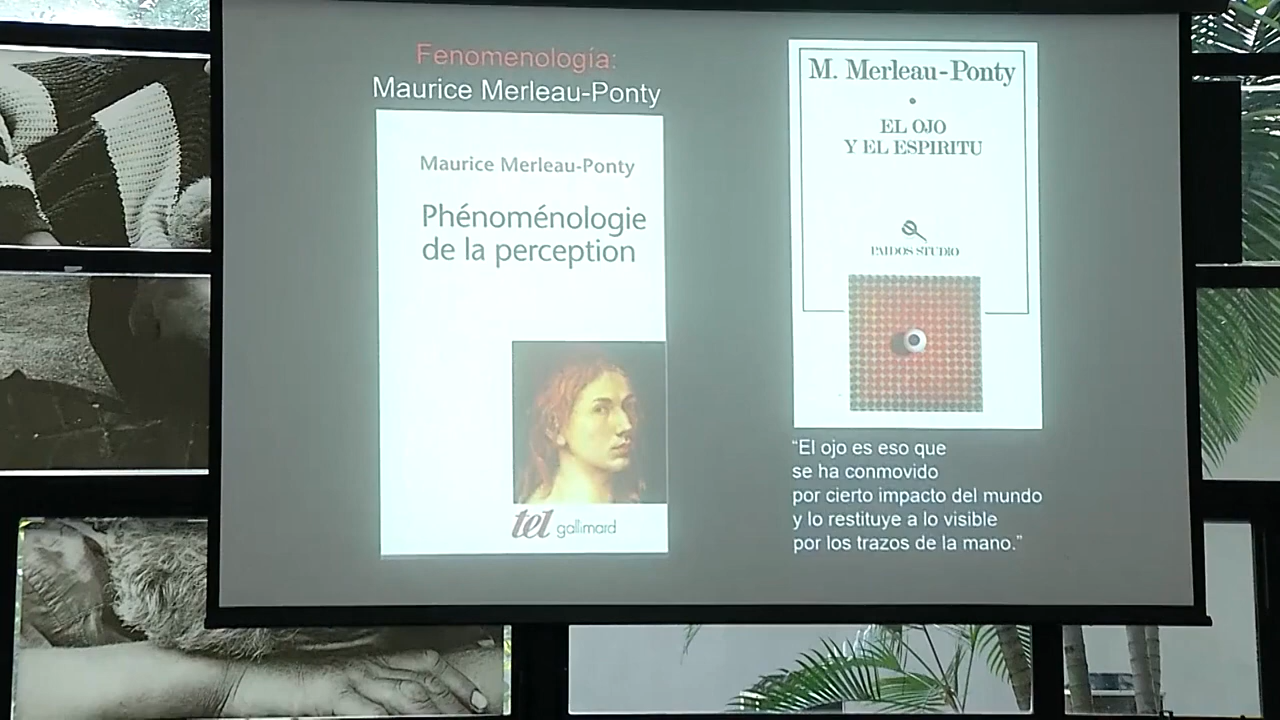 Fenomenología:
Maurice Merleau-Ponty
Maurice Merleau-Ponty
Phénoménologie
de la perception
tel gallimard
M. Merleau-Ponty
EL OJO
Y EL ESPIRITU
PAIDOS STUDIO
“El ojo es eso que
se ha conmovido
por cierto impacto del mundo
y lo restituye a lo visible
por los trazos de la mano.”